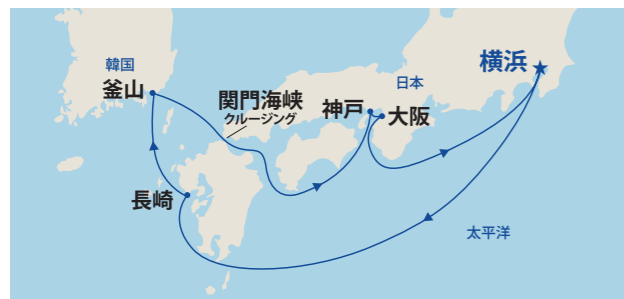 韓国
釜山
関門海峡
クルージング
神戸
日本
大阪
横浜
長崎
太平洋